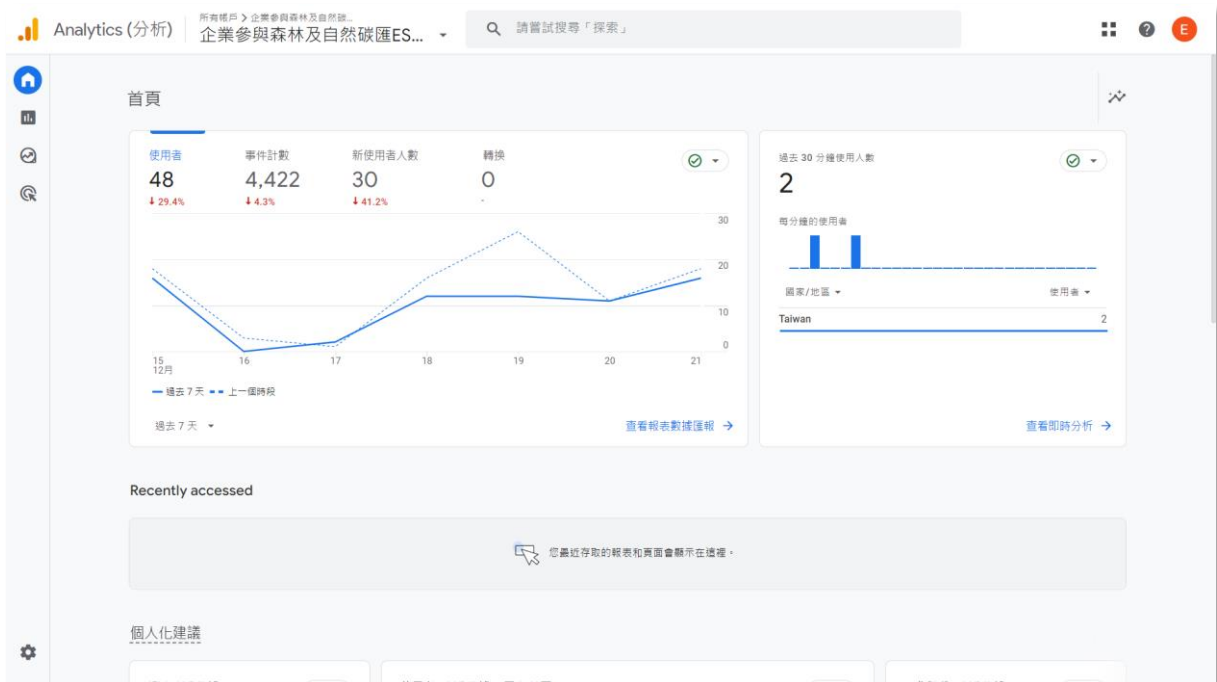 Analytics (分析)
所有帳戶 > 企業參與森林及自然碳...
企業參與森林及自然碳匯ES...
請嘗試搜尋「探索」
E
首頁
使用者
48
↓ 29.4%
事件計數
4,422
↓ 4.3%
新使用者人數
30
↓ 41.2%
轉換
0
-
30
20
10
0
15
12月
16
17
18
19
20
21
過去 7 天
上一個時段
過去 7 天
查看報表數據匯報 →
過去 30 分鐘使用人數
2
每分鐘的使用者
國家/地區
使用者
Taiwan
2
查看即時分析 →
Recently accessed
您最近存取的報表和頁面會顯示在這裡。
個人化建議